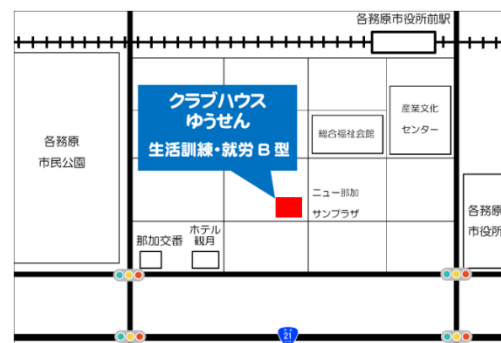 各務原市役所前駅
クラブハウス
ゆうせん
生活訓練・就労B型
産業文化
センター
総合福祉会館
各務原
市民公園
ニュー那加
サンプラザ
各務原
市役所
ホテル
観月
那加交番
21